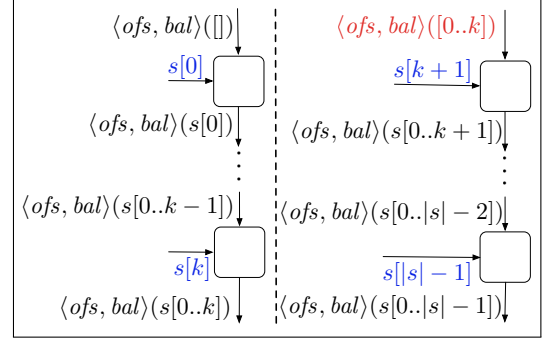 ⟨ofs, bal⟩([])
s[0]
⟨ofs, bal⟩(s[0])
⟨ofs, bal⟩(s[0..k − 1])
s[k]
⟨ofs, bal⟩(s[0..k])
⟨ofs, bal⟩([0..k])
s[k + 1]
⟨ofs, bal⟩(s[0..k + 1])
⟨ofs, bal⟩(s[0..|s| − 2])
s[|s| − 1]
⟨ofs, bal⟩(s[0..|s| − 1])